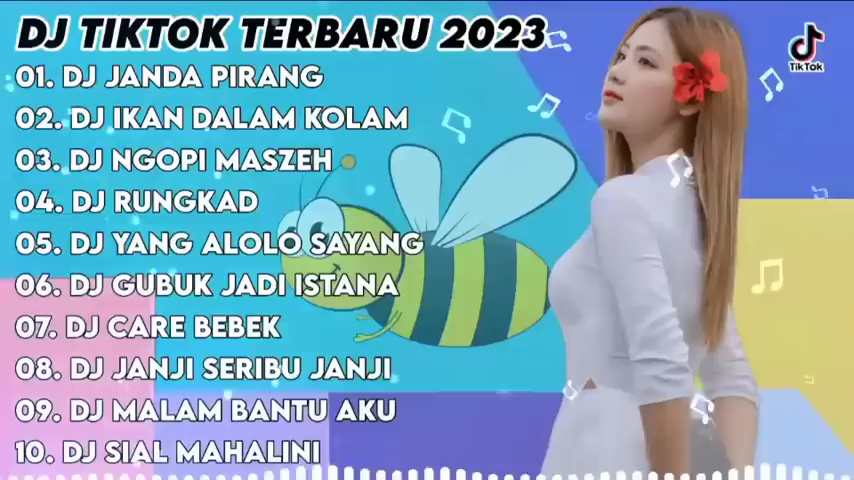 DJ TIKTOK TERBARU 2023
TikTok
01. DJ JANDA PIRANG
02. DJ IKAN DALAM KOLAM
03. DJ NGOPI MASZEH
04. DJ RUNGKAD
05. DJ YANG ALOLO SAYANG
06. DJ GUBUK JADI ISTANA
07. DJ CARE BEBEK
08. DJ JANJI SERIBU JANJI
09. DJ MALAM BANTU AKU
10. DJ SIAL MAHALINI